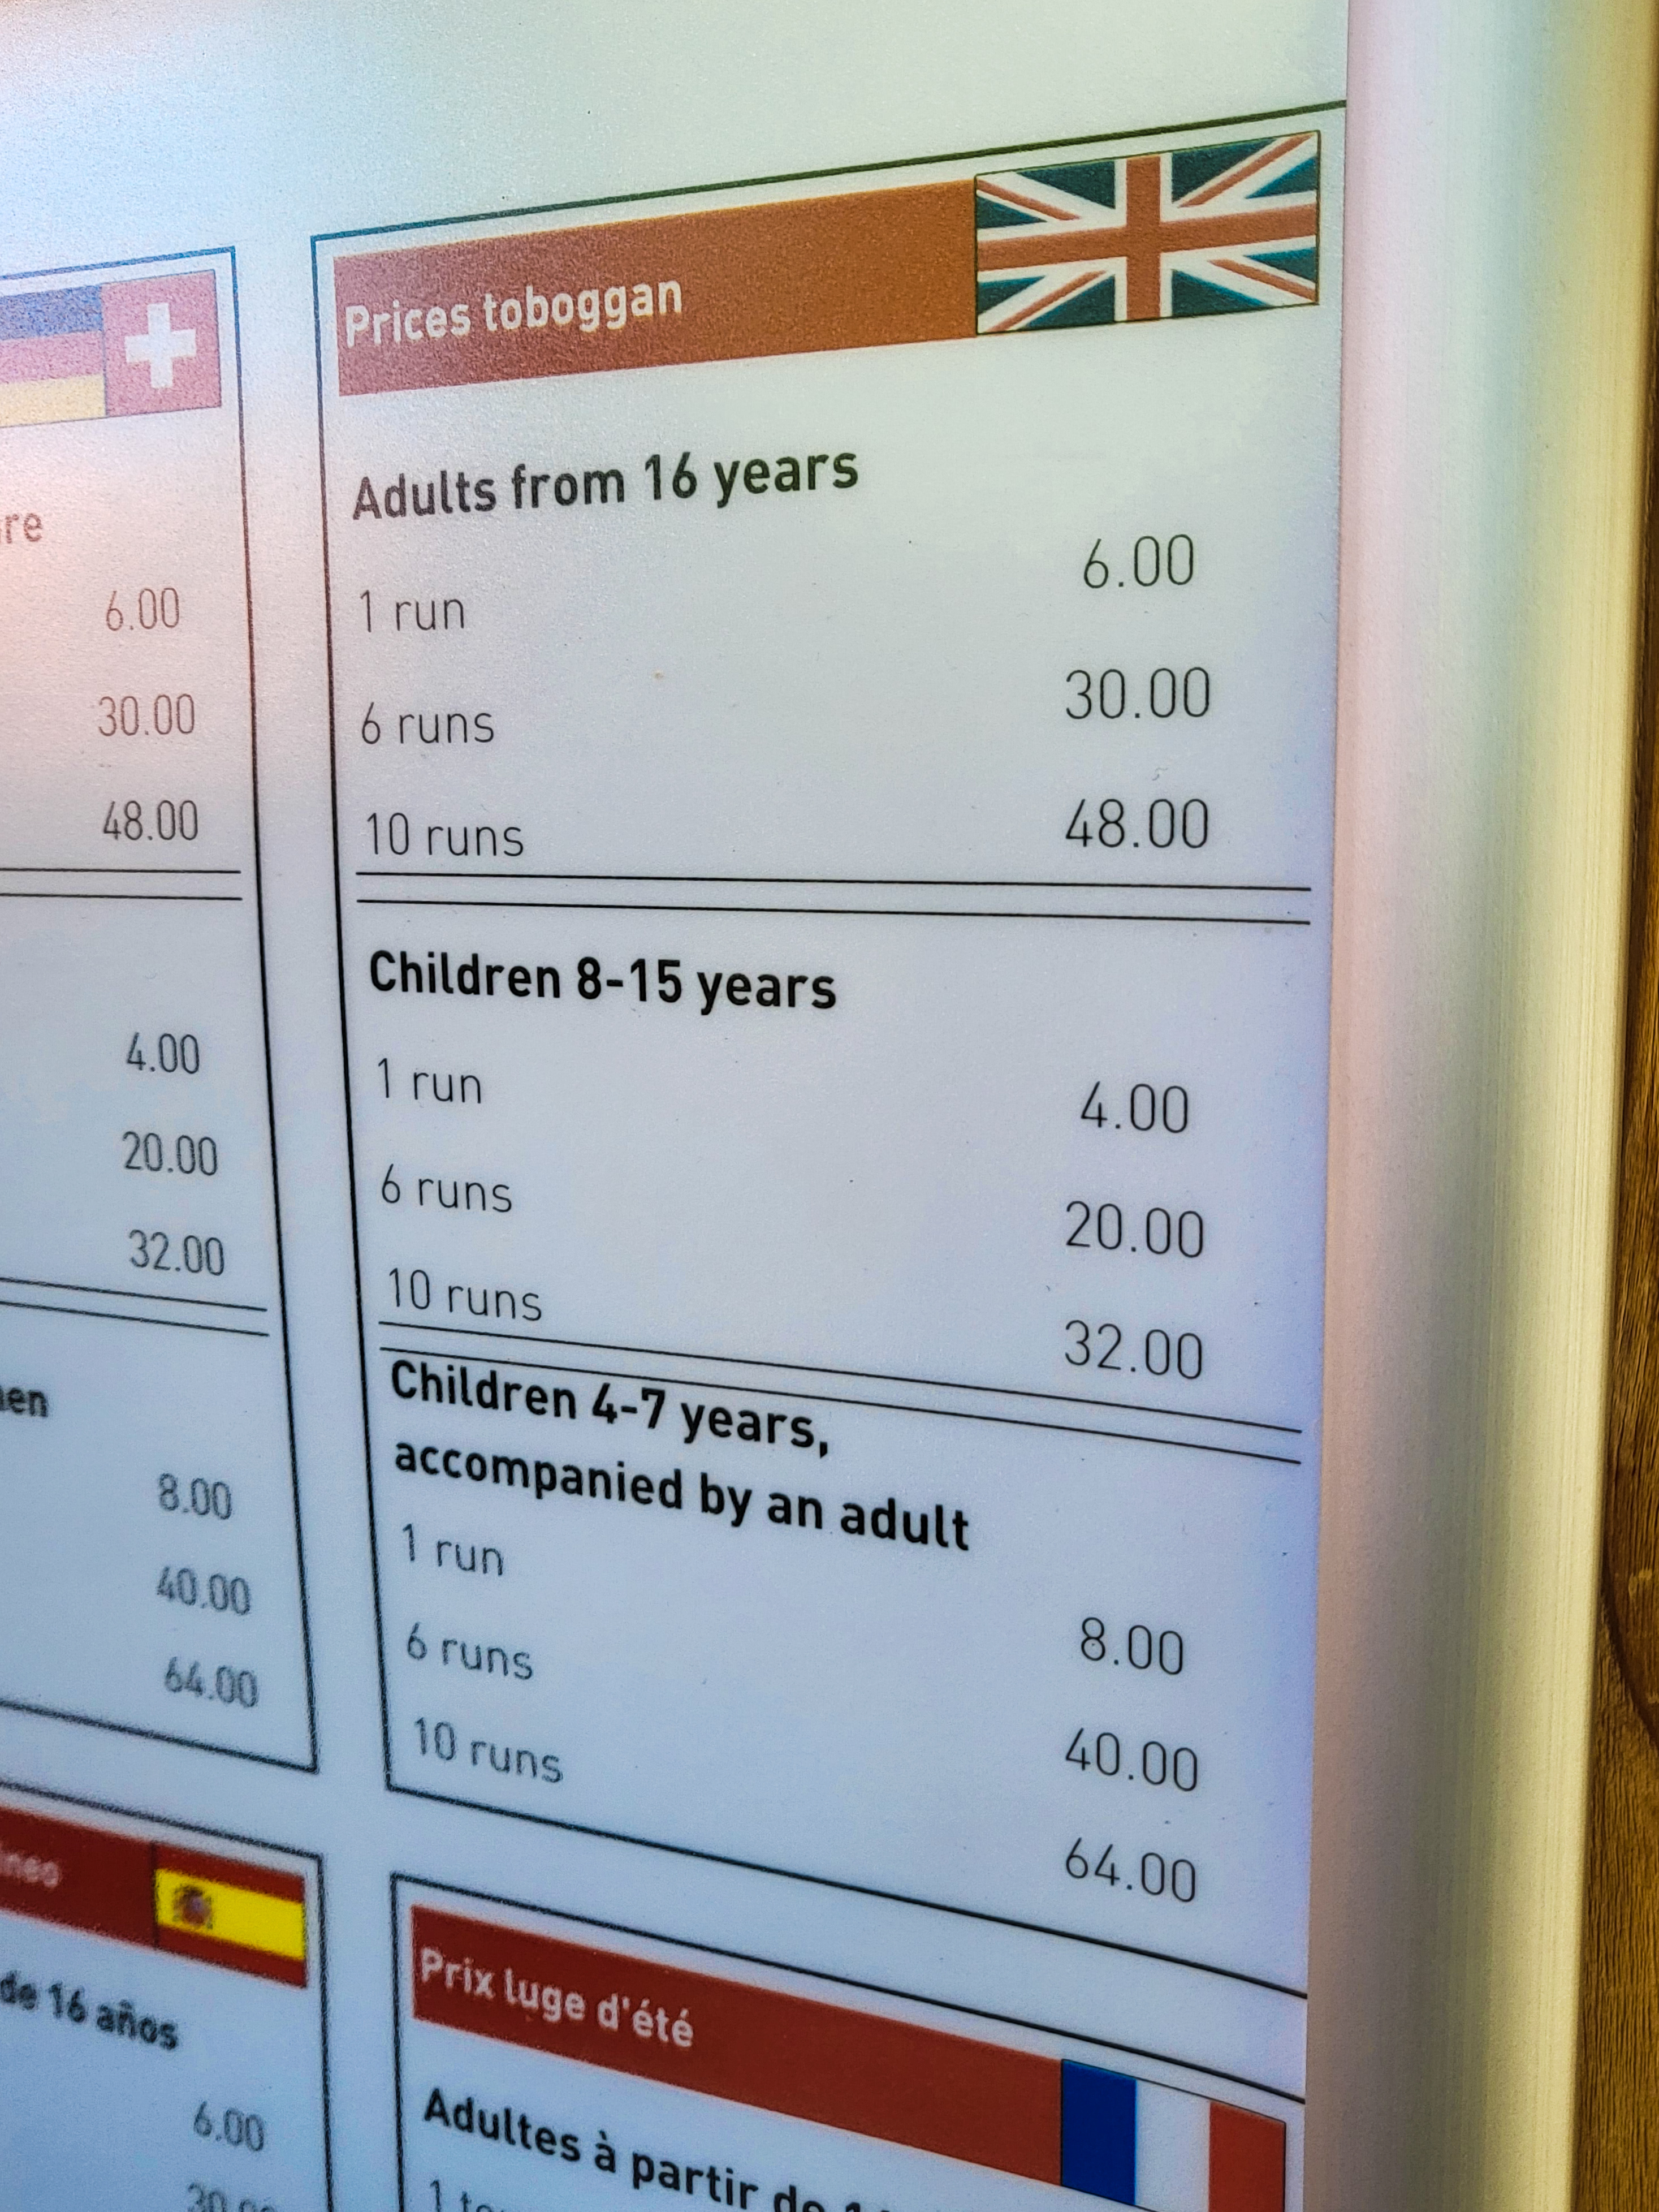 Prices toboggan
Adults from 16 years
1 run 6.00
6 runs 30.00
10 runs 48.00
Children 8-15 years
1 run 4.00
6 runs 20.00
10 runs 32.00
Children 4-7 years,
accompanied by an adult
1 run 8.00
6 runs 40.00
10 runs 64.00
6.00
30.00
48.00
4.00
20.00
32.00
8.00
40.00
64.00
de 16 años
6.00
Prix luge d'été
Adultes à partir de
1